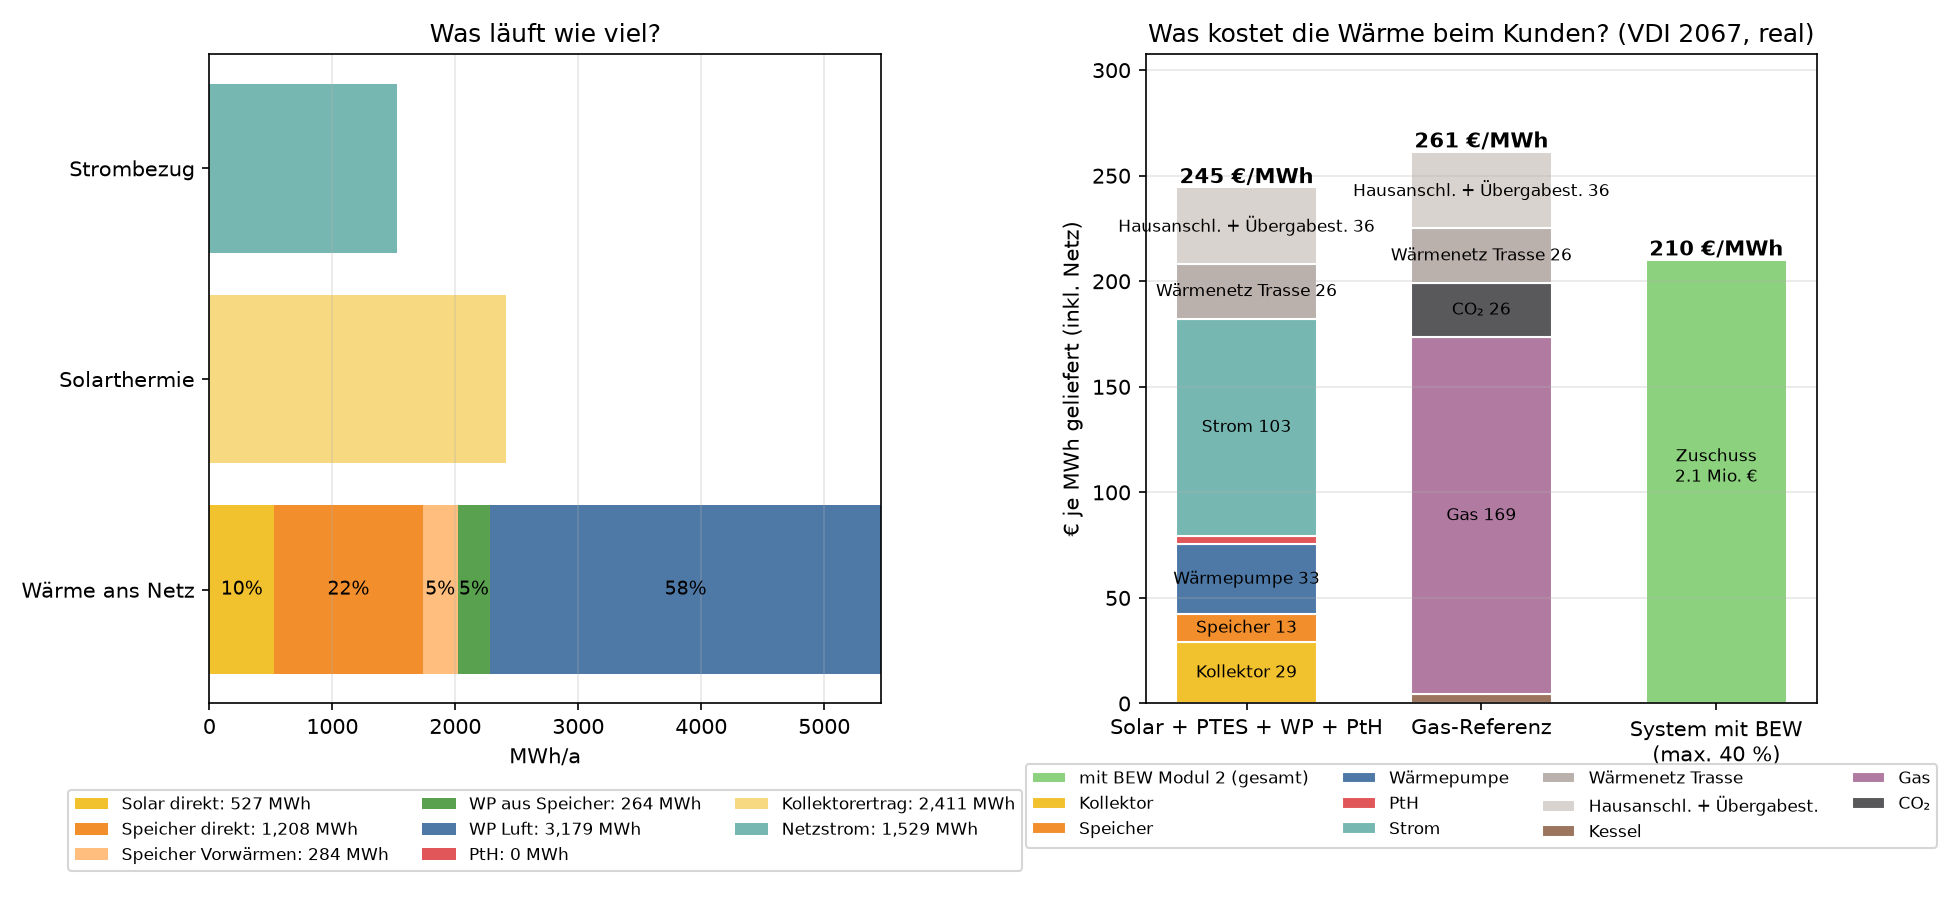 Was läuft wie viel?
Strombezug
Solarthermie
Wärme ans Netz
10%
22%
5%
5%
58%
0
1000
2000
3000
4000
5000
MWh/a
Solar direkt: 527 MWh
Speicher direkt: 1,208 MWh
Speicher Vorwärmen: 284 MWh
WP aus Speicher: 264 MWh
WP Luft: 3,179 MWh
PtH: 0 MWh
Kollektorertrag: 2,411 MWh
Netzstrom: 1,529 MWh
Was kostet die Wärme beim Kunden? (VDI 2067, real)
€ je MWh geliefert (inkl. Netz)
300
250
200
150
100
50
0
245 €/MWh
Hausanschl. + Übergabest. 36
Wärmenetz Trasse 26
Strom 103
Wärmepumpe 33
Speicher 13
Kollektor 29
261 €/MWh
Hausanschl. + Übergabest. 36
Wärmenetz Trasse 26
CO₂ 26
Gas 169
210 €/MWh
Zuschuss
2.1 Mio. €
Solar + PTES + WP + PtH
Gas-Referenz
System mit BEW
(max. 40 %)
mit BEW Modul 2 (gesamt)
Kollektor
Speicher
Wärmepumpe
PtH
Strom
Wärmenetz Trasse
Hausanschl. + Übergabest.
Kessel
Gas
CO₂